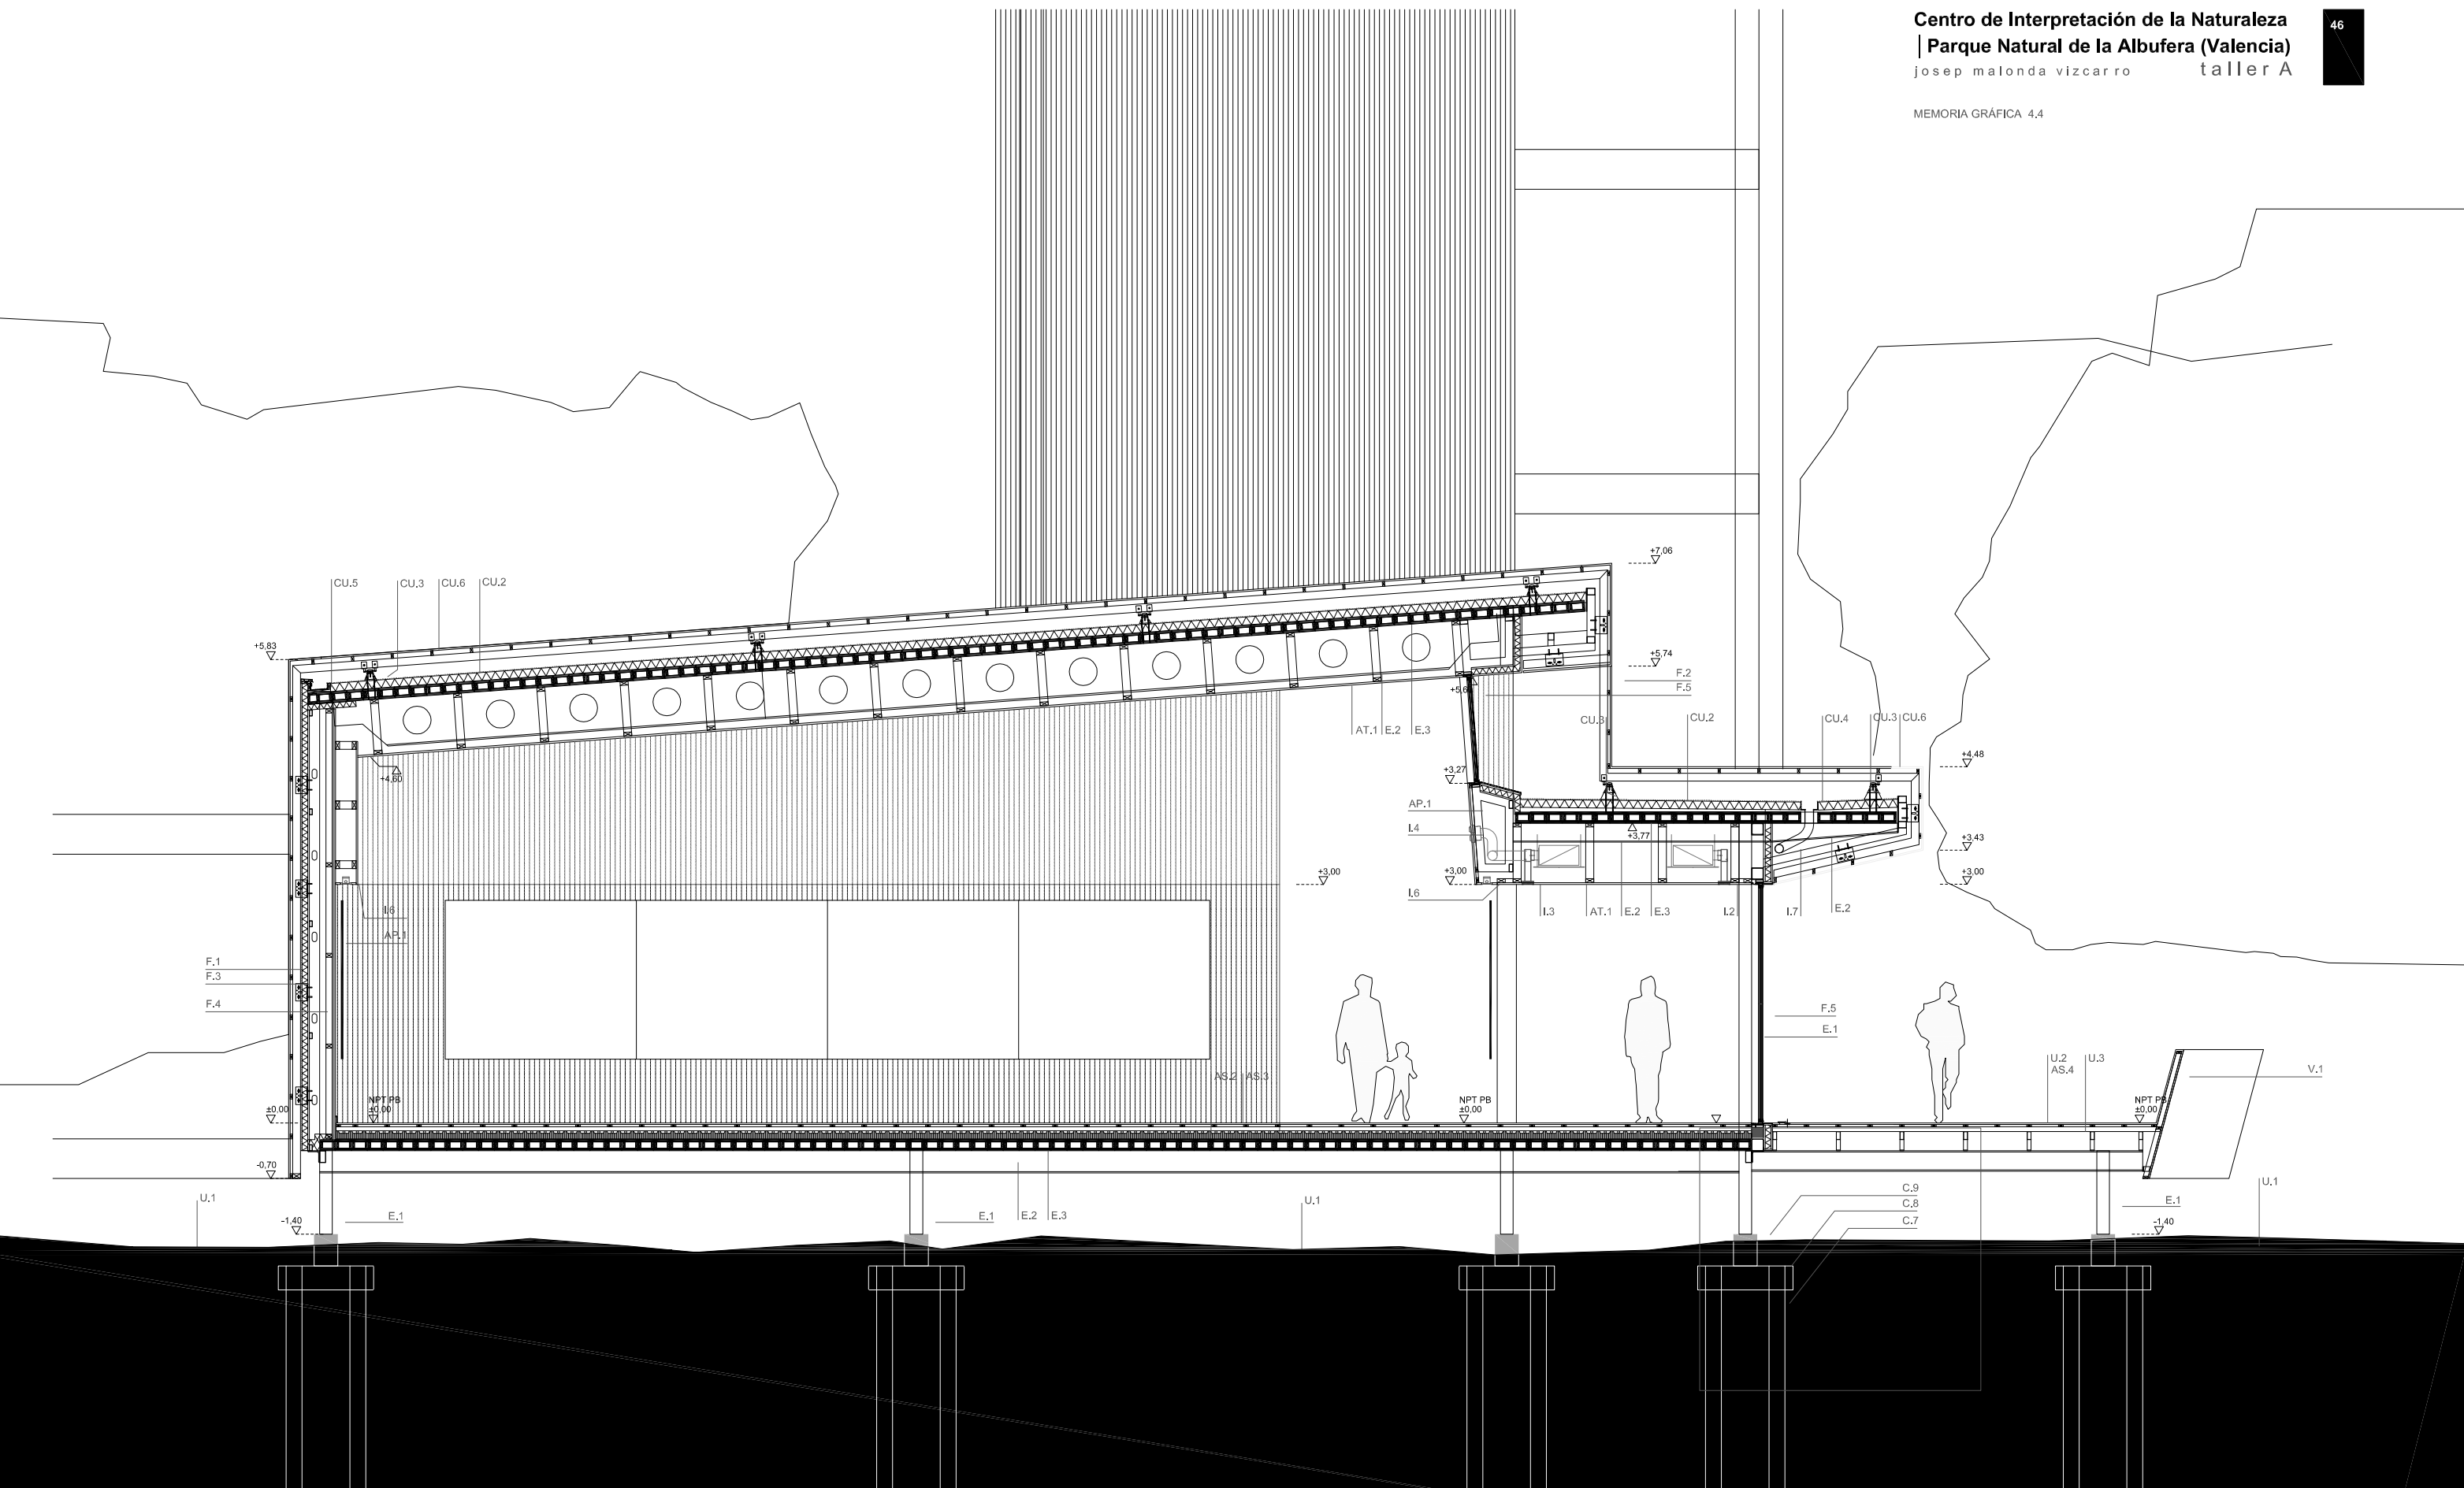 Centro de Interpretación de la Naturaleza
46
| Parque Natural de la Albufera (Valencia)
josep malonda vizcarro taller A
MEMORIA GRÁFICA 4.4
+7,06
CU.5
CU.3
CU.6
CU.2
+5,83
+5,74
F.2
+5,6
F.5
CU.3
CU.2
CU.4
CU.3
CU.6
AT.1
E.2
E.3
+4,48
+4,60
+3,27
AP.1
I.4
+3,77
+3,43
+3,00
+3,00
+3,00
I.6
I.6
I.3
AT.1
E.2
E.3
I.2
I.7
E.2
AP.1
F.1
F.3
F.4
F.5
E.1
U.2
U.3
AS.4
V.1
AS.2
AS.3
±0,00
NPT PB
±0,00
NPT PB
±0,00
NPT PB
±0,00
-0,70
U.1
U.1
U.1
C.9
C.8
C.7
E.1
E.1
E.2
E.3
E.1
-1,40
-1,40